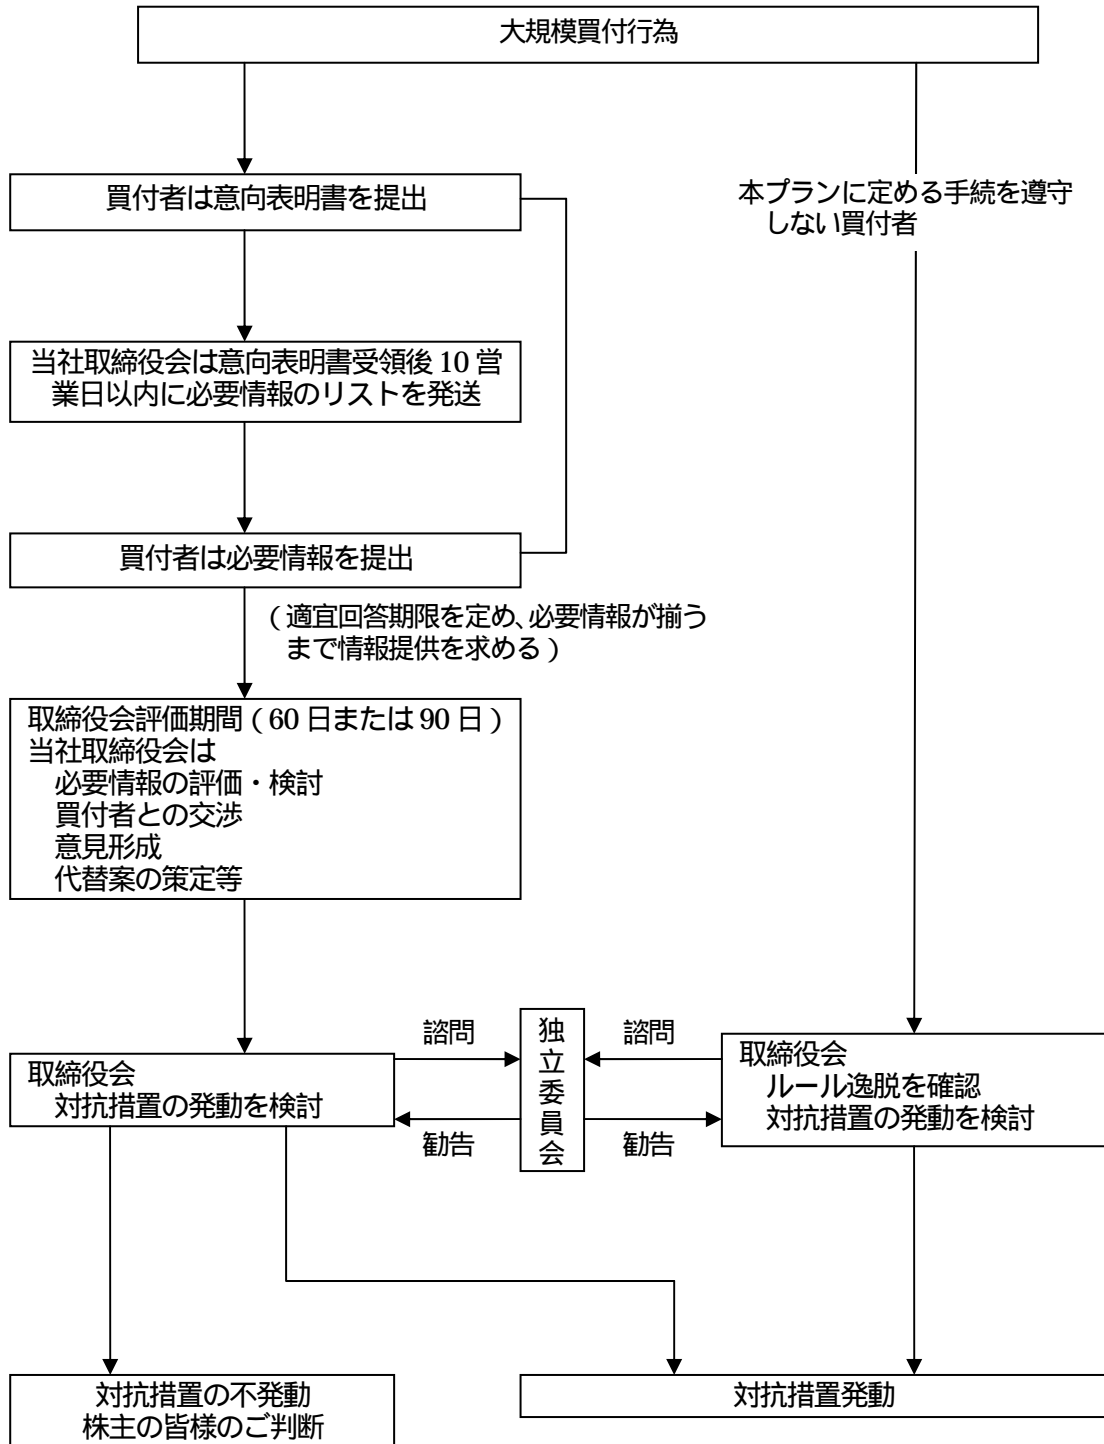 大規模買付行為
買付者は意向表明書を提出
本プランに定める手続を遵守
しない買付者
当社取締役会は意向表明書受領後 10 営
業日以内に必要情報のリストを発送
買付者は必要情報を提出
（適宜回答期限を定め、必要情報が揃う
まで情報提供を求める）
取締役会評価期間（60 日または 90 日）
当社取締役会は
必要情報の評価・検討
買付者との交渉
意見形成
代替案の策定等
取締役会
対抗措置の発動を検討
諮問
勧告
独立委員会
諮問
勧告
取締役会
ルール逸脱を確認
対抗措置の発動を検討
対抗措置の不発動
株主の皆様のご判断
対抗措置発動